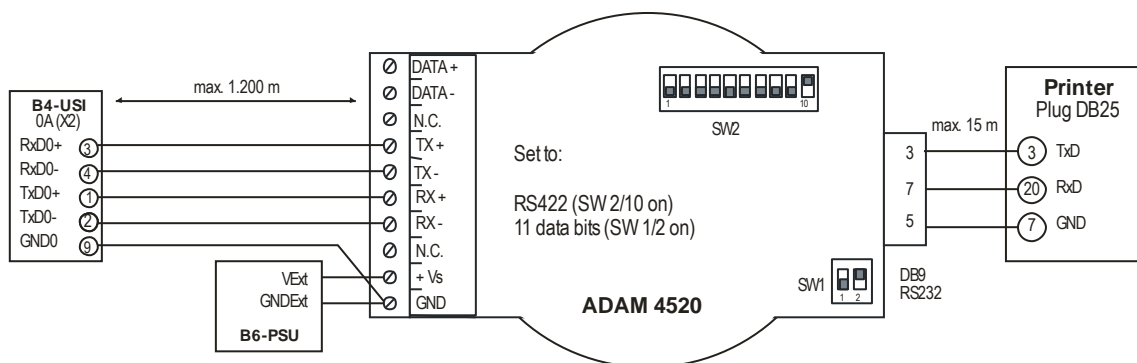 B4-USI
0A (X2)
RxD0+ 3
RxD0- 4
TxD0+ 1
TxD0- 2
GND0 9
max. 1.200 m
VExt
GNDExt
B6-PSU
DATA +
DATA -
N.C.
TX +
TX -
RX +
RX -
N.C.
+ Vs
GND
1 10
SW2
Set to:
RS422 (SW 2/10 on)
11 data bits (SW 1/2 on)
ADAM 4520
SW1
1 2
3
7
5
DB9
RS232
max. 15 m
Printer
Plug DB25
3 TxD
20 RxD
7 GND